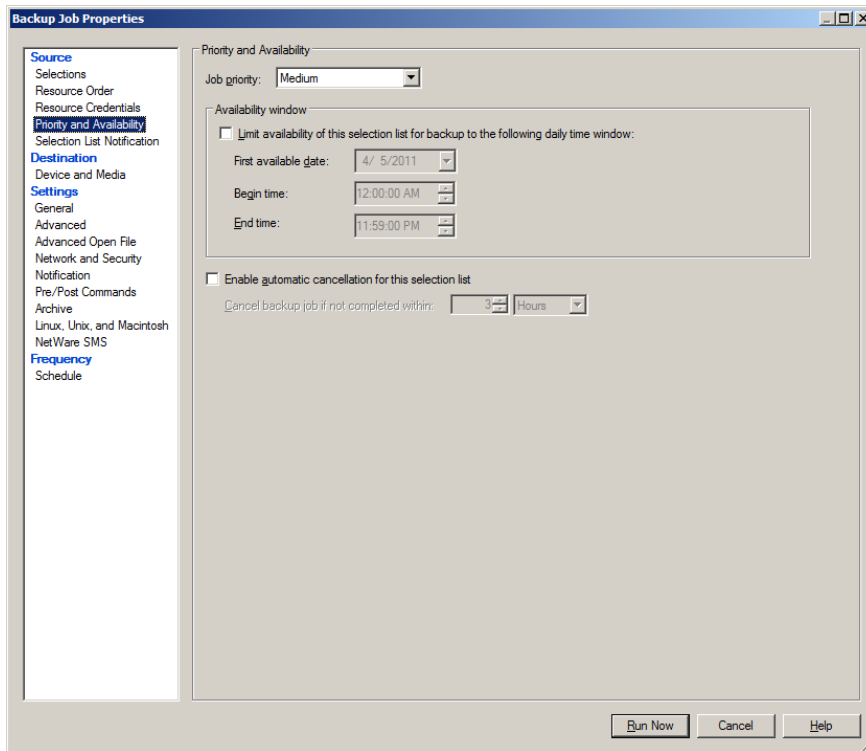 Backup Job Properties
Source
Selections
Resource Order
Resource Credentials
Priority and Availability
Selection List Notification
Destination
Device and Media
Settings
General
Advanced
Advanced Open File
Network and Security
Notification
Pre/Post Commands
Archive
Linux, Unix, and Macintosh
NetWare SMS
Frequency
Schedule
Priority and Availability
Job priority: Medium
Availability window
Limit availability of this selection list for backup to the following daily time window:
First available date: 4/ 5/2011
Begin time: 12:00:00 AM
End time: 11:59:00 PM
Enable automatic cancellation for this selection list
Cancel backup job if not completed within: 3 Hours
Run Now Cancel Help